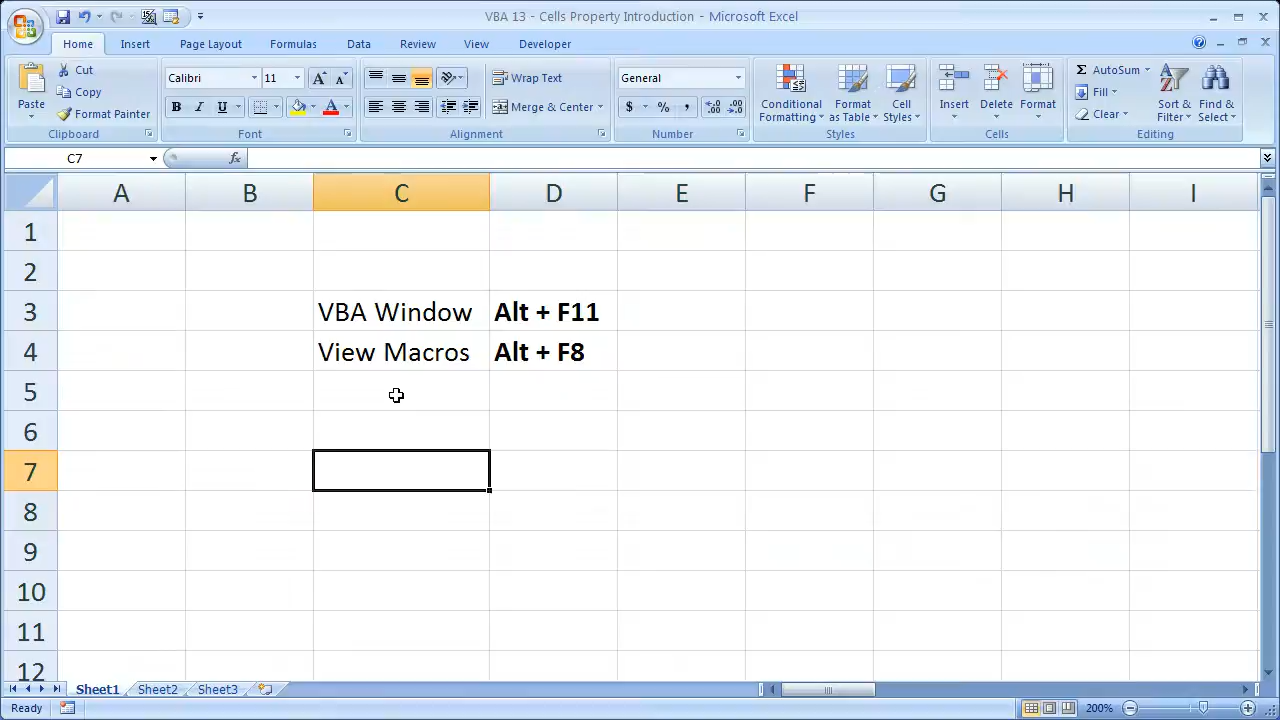 VBA 13 - Cells Property Introduction - Microsoft Excel
Home Insert Page Layout Formulas Data Review View Developer
Paste
Cut
Copy
Format Painter
Clipboard
Calibri 11
B I U
Font
Wrap Text
Merge & Center
Alignment
General
$ % ,
Number
Conditional Formatting
Format as Table
Cell Styles
Styles
Insert
Delete
Format
Cells
AutoSum
Fill
Clear
Sort & Filter
Find & Select
Editing
C7 fx
A B C D E F G H I
1
2
3 VBA Window Alt + F11
4 View Macros Alt + F8
5
6
7
8
9
10
11
12
Sheet1 Sheet2 Sheet3
Ready 200%